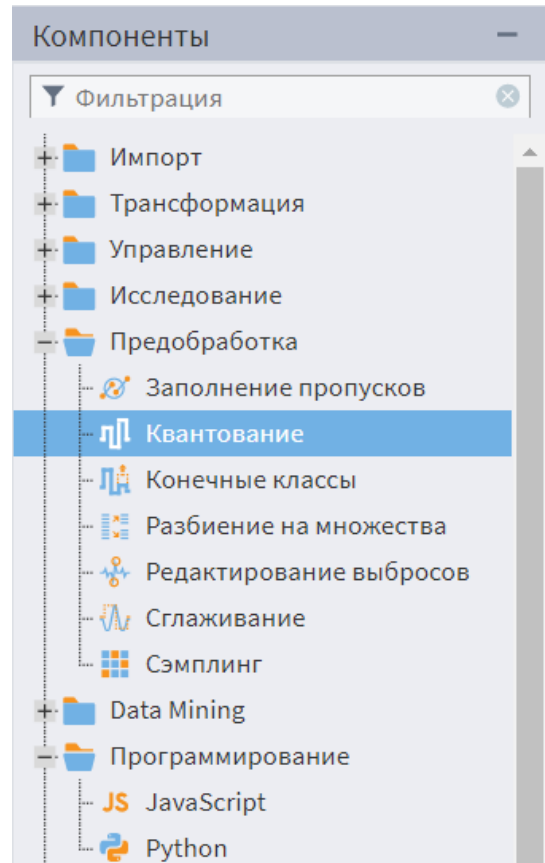 Компоненты
Фильтрация
Импорт
Трансформация
Управление
Исследование
Предобработка
Заполнение пропусков
Квантование
Конечные классы
Разбиение на множества
Редактирование выбросов
Сглаживание
Сэмплинг
Data Mining
Программирование
JS JavaScript
Python